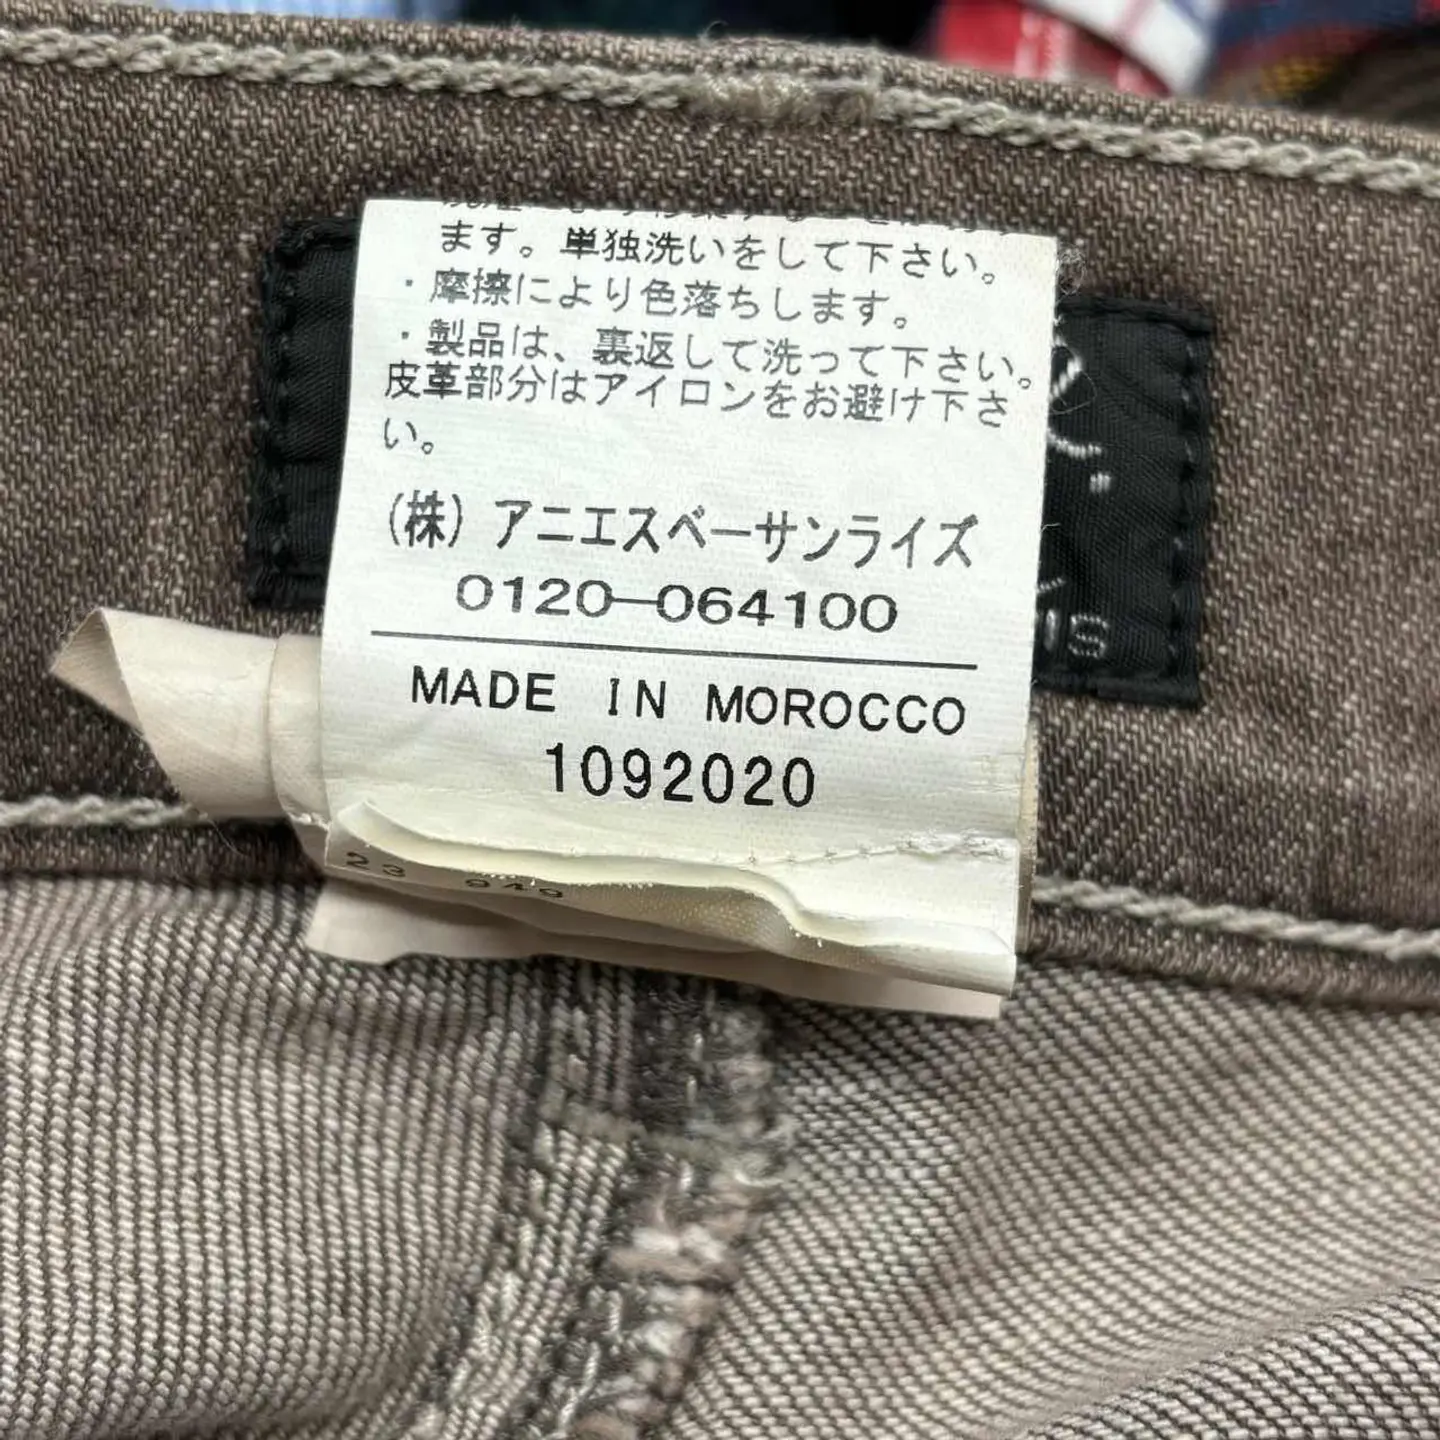 ます。単独洗いをして下さい。
・摩擦により色落ちします。
・製品は、裏返して洗って下さい。
皮革部分はアイロンをお避け下さ
い。
(株) アニエスベーサンライズ
0120-064100
MADE IN MOROCCO
1092020
23 949